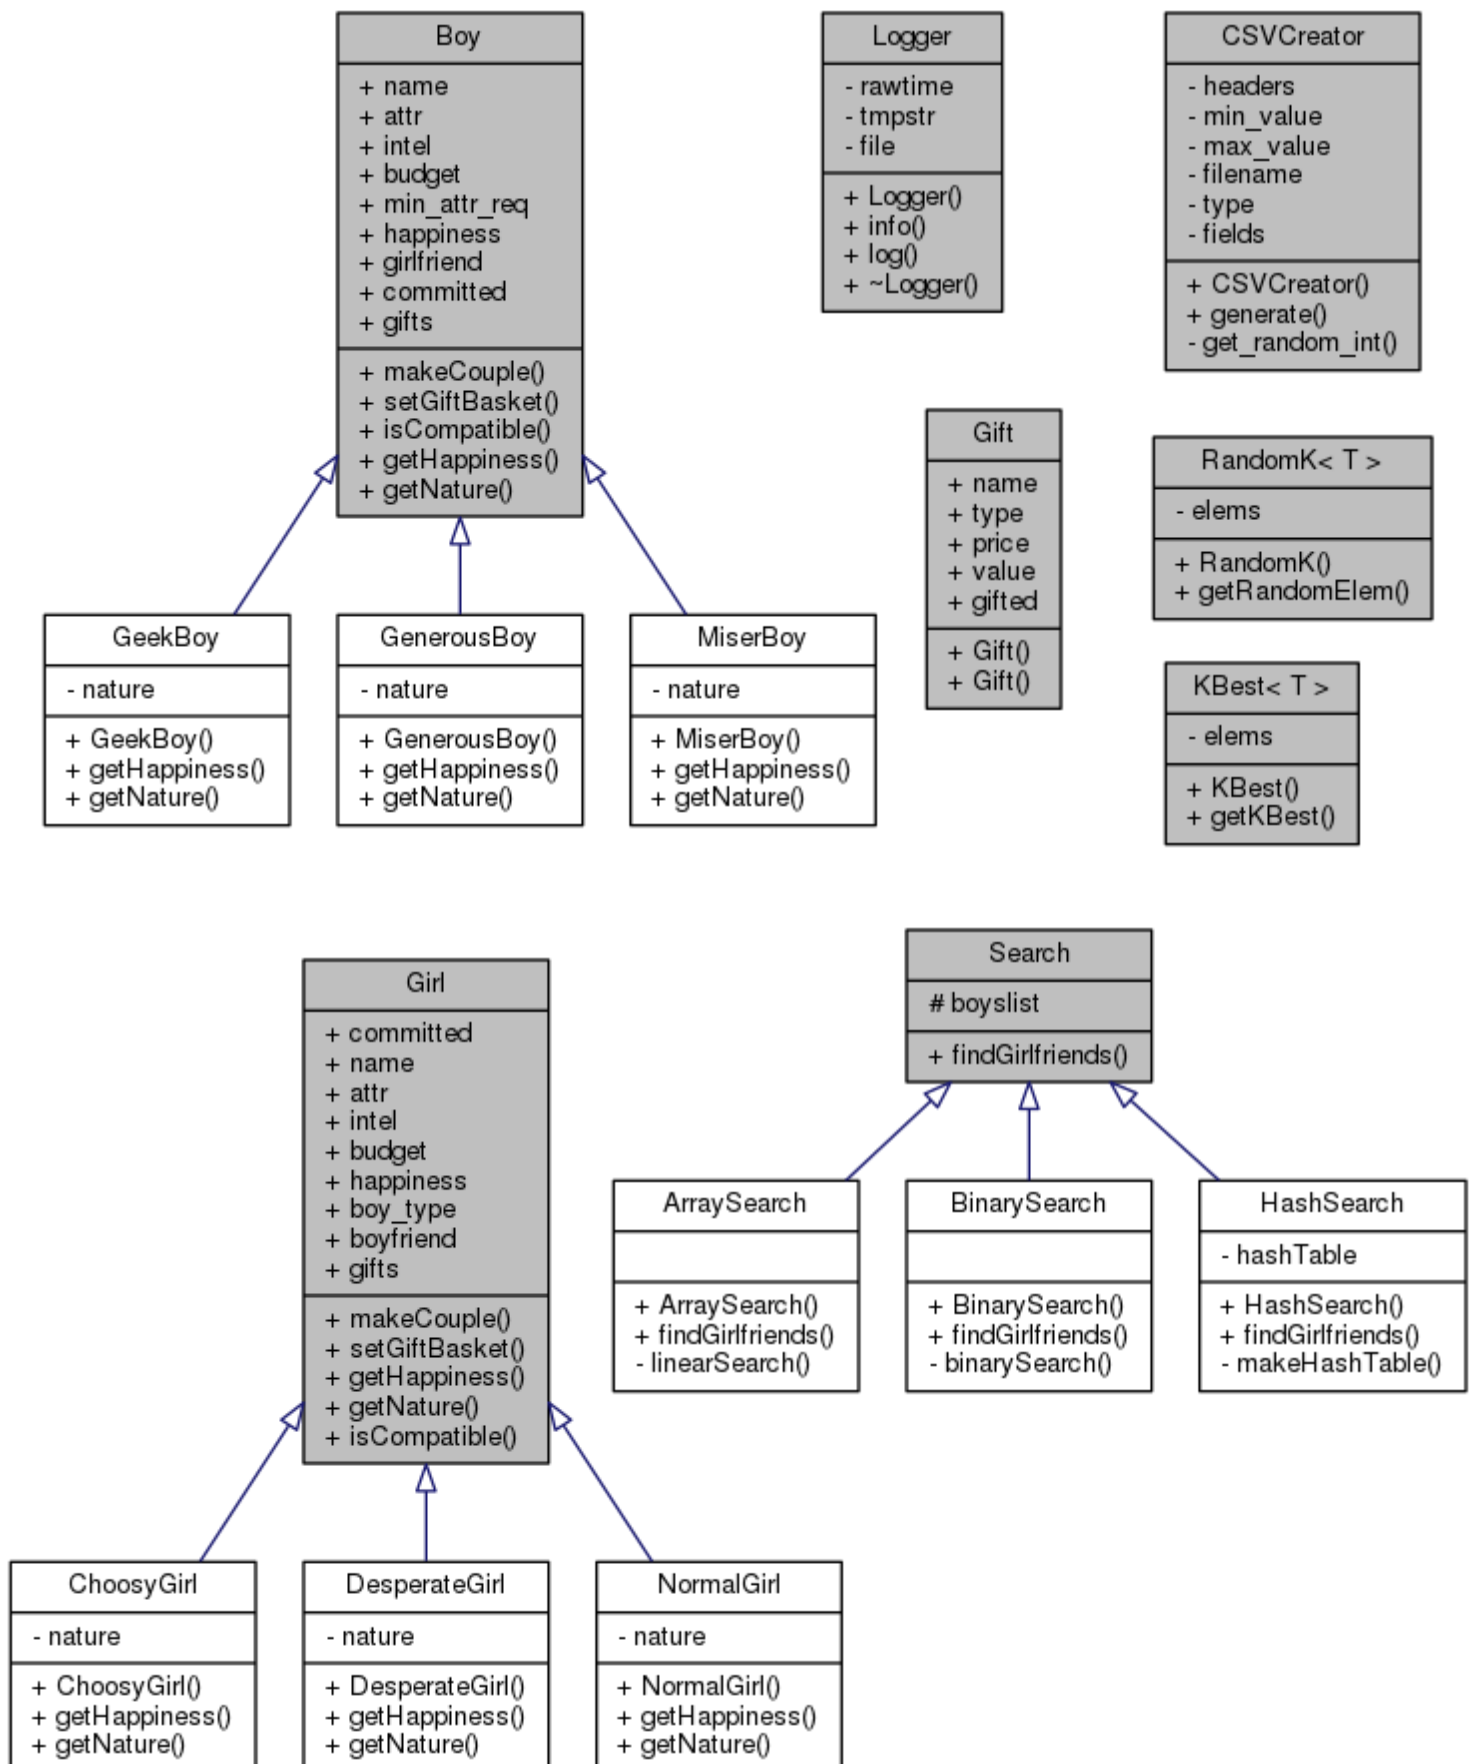 Boy
+ name
+ attr
+ intel
+ budget
+ min_attr_req
+ happiness
+ girlfriend
+ committed
+ gifts
+ makeCouple()
+ setGiftBasket()
+ isCompatible()
+ getHappiness()
+ getNature()
Logger
- rawtime
- tmpstr
- file
+ Logger()
+ info()
+ log()
+ ~Logger()
CSVCreator
- headers
- min_value
- max_value
- filename
- type
- fields
+ CSVCreator()
+ generate()
- get_random_int()
Gift
+ name
+ type
+ price
+ value
+ gifted
+ Gift()
+ Gift()
RandomK< T >
- elems
+ RandomK()
+ getRandomElem()
KBest< T >
- elems
+ KBest()
+ getKBest()
GeekBoy
- nature
+ GeekBoy()
+ getHappiness()
+ getNature()
GenerousBoy
- nature
+ GenerousBoy()
+ getHappiness()
+ getNature()
MiserBoy
- nature
+ MiserBoy()
+ getHappiness()
+ getNature()
Girl
+ committed
+ name
+ attr
+ intel
+ budget
+ happiness
+ boy_type
+ boyfriend
+ gifts
+ makeCouple()
+ setGiftBasket()
+ getHappiness()
+ getNature()
+ isCompatible()
Search
# boyslist
+ findGirlfriends()
ArraySearch
+ ArraySearch()
+ findGirlfriends()
- linearSearch()
BinarySearch
+ BinarySearch()
+ findGirlfriends()
- binarySearch()
HashSearch
- hashTable
+ HashSearch()
+ findGirlfriends()
- makeHashTable()
ChoosyGirl
- nature
+ ChoosyGirl()
+ getHappiness()
+ getNature()
DesperateGirl
- nature
+ DesperateGirl()
+ getHappiness()
+ getNature()
NormalGirl
- nature
+ NormalGirl()
+ getHappiness()
+ getNature()